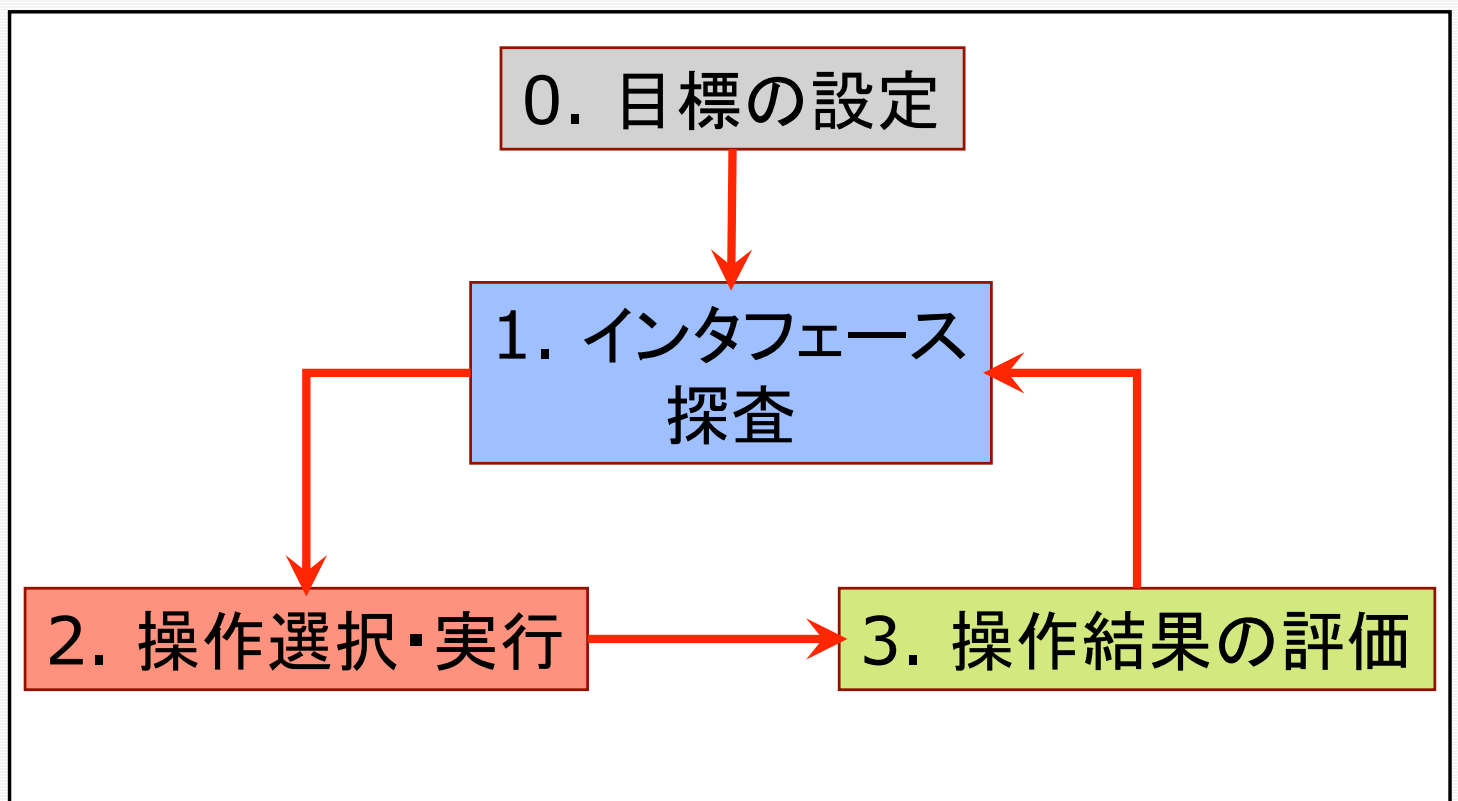 0. 目標の設定
1. インタフェース
探査
2. 操作選択・実行
3. 操作結果の評価